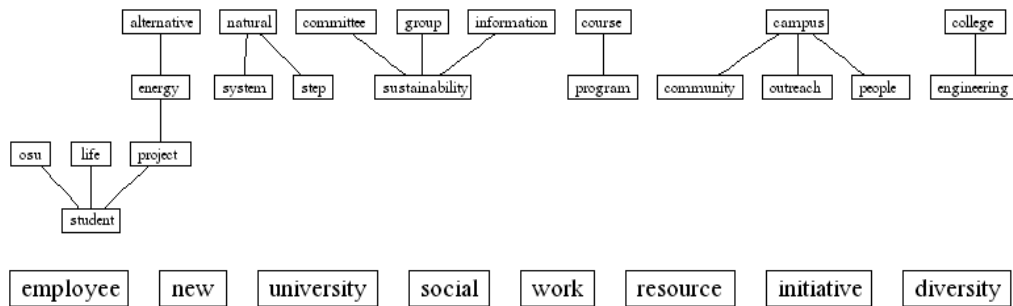 alternative natural committee group information course campus college
energy system step sustainability program community outreach people engineering
osu life project
student
employee new university social work resource initiative diversity